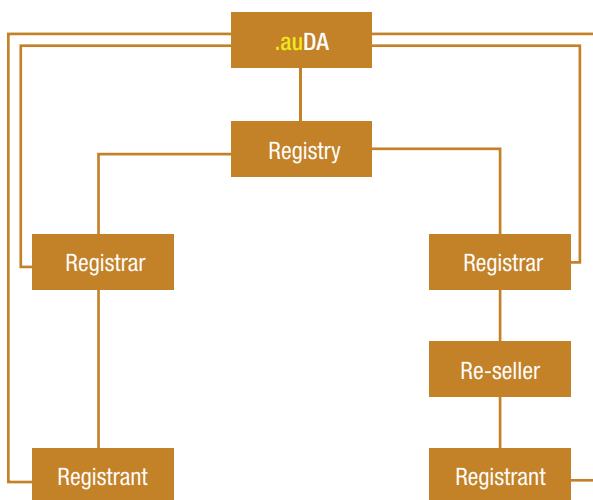 .auDA
Registry
Registrar
Registrar
Re-seller
Registrant
Registrant